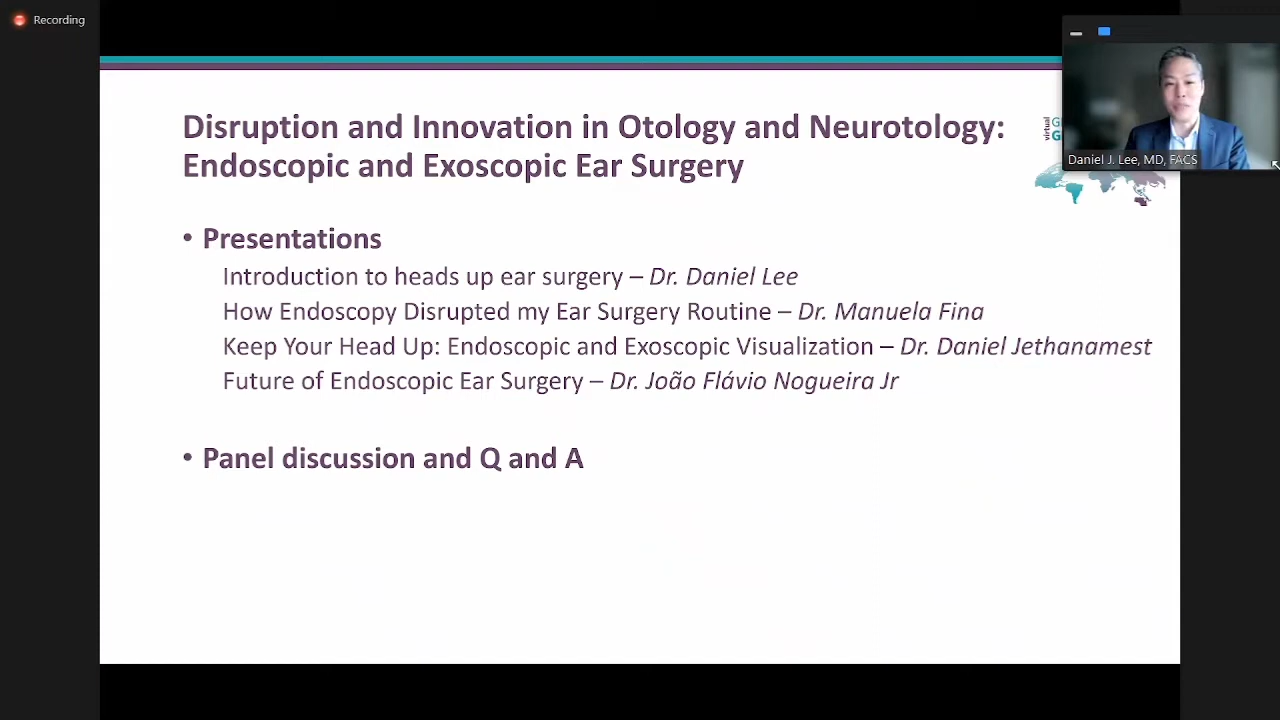 Recording
Disruption and Innovation in Otology and Neurotology:
Endoscopic and Exoscopic Ear Surgery
• Presentations
Introduction to heads up ear surgery – Dr. Daniel Lee
How Endoscopy Disrupted my Ear Surgery Routine – Dr. Manuela Fina
Keep Your Head Up: Endoscopic and Exoscopic Visualization – Dr. Daniel Jethanamest
Future of Endoscopic Ear Surgery – Dr. João Flávio Nogueira Jr
• Panel discussion and Q and A
virtual
Daniel J. Lee, MD, FACS